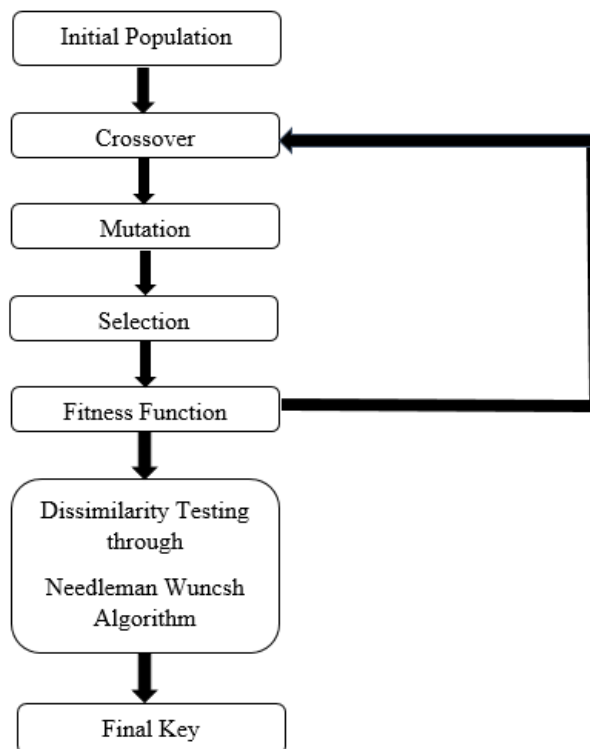 Initial Population
Crossover
Mutation
Selection
Fitness Function
Dissimilarity Testing
through
Needleman Wuncsh
Algorithm
Final Key